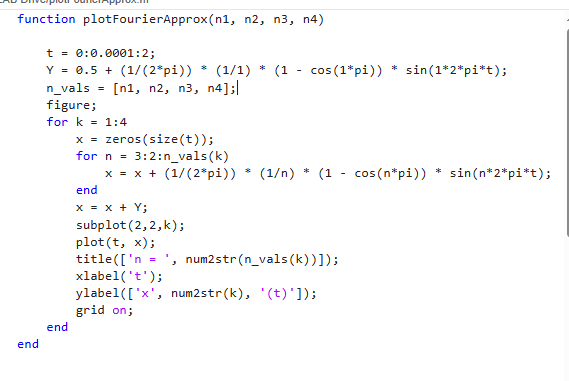 LAB Drive/plotFourierApprox.m
function plotFourierApprox(n1, n2, n3, n4)
t = 0:0.0001:2;
Y = 0.5 + (1/(2*pi)) * (1/1) * (1 - cos(1*pi)) * sin(1*2*pi*t);
n_vals = [n1, n2, n3, n4];
figure;
for k = 1:4
x = zeros(size(t));
for n = 3:2:n_vals(k)
x = x + (1/(2*pi)) * (1/n) * (1 - cos(n*pi)) * sin(n*2*pi*t);
end
x = x + Y;
subplot(2,2,k);
plot(t, x);
title(['n = ', num2str(n_vals(k))]);
xlabel('t');
ylabel(['x', num2str(k), '(t)']);
grid on;
end
end